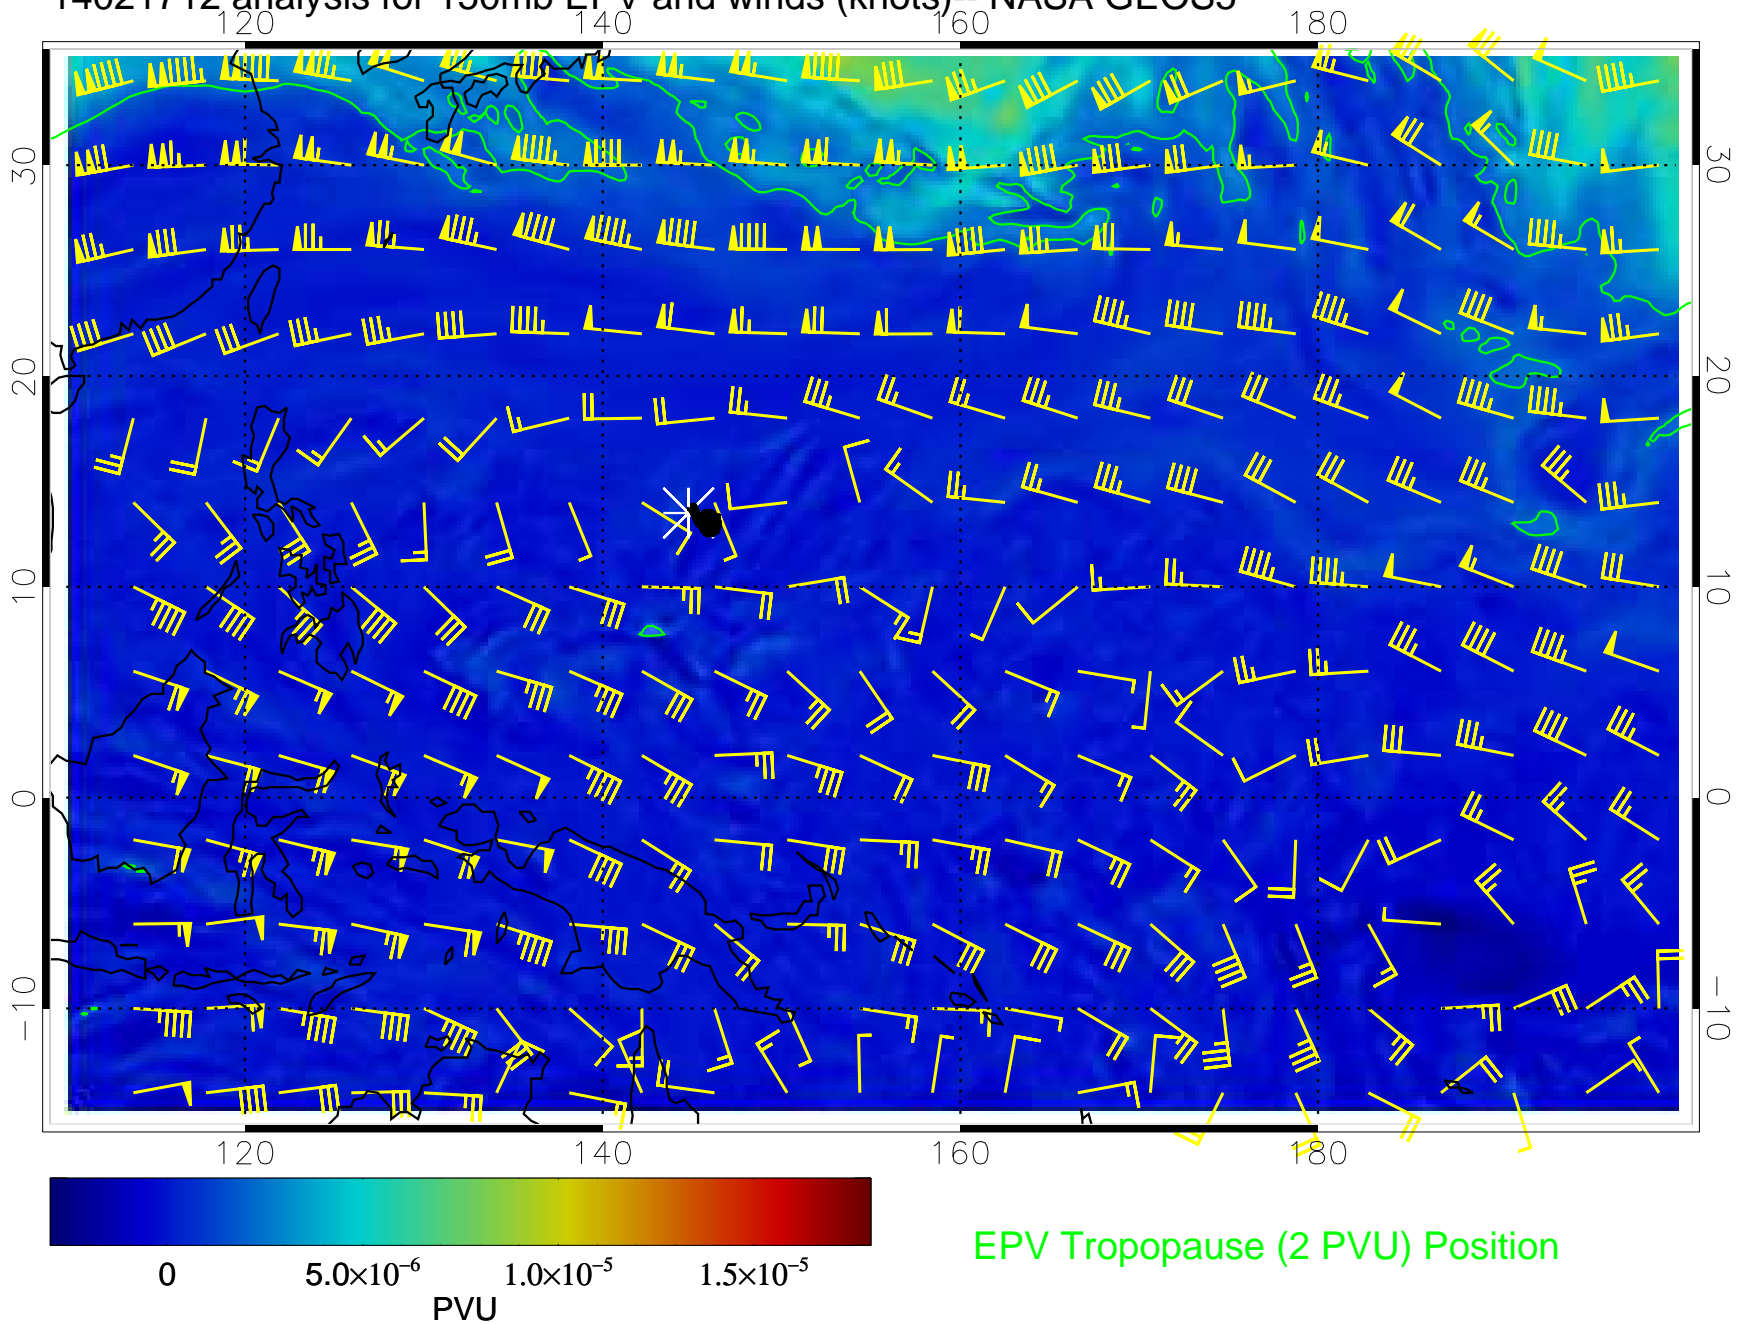 14021712 analysis for 150mb EPV and winds (knots)-- NASA GEOS5
120 140 160 180
30 30
20 20
10 10
0 0
−10 −10
120 140 160 180
0 5.0×10⁻⁶ 1.0×10⁻⁵ 1.5×10⁻⁵
PVU
EPV Tropopause (2 PVU) Position